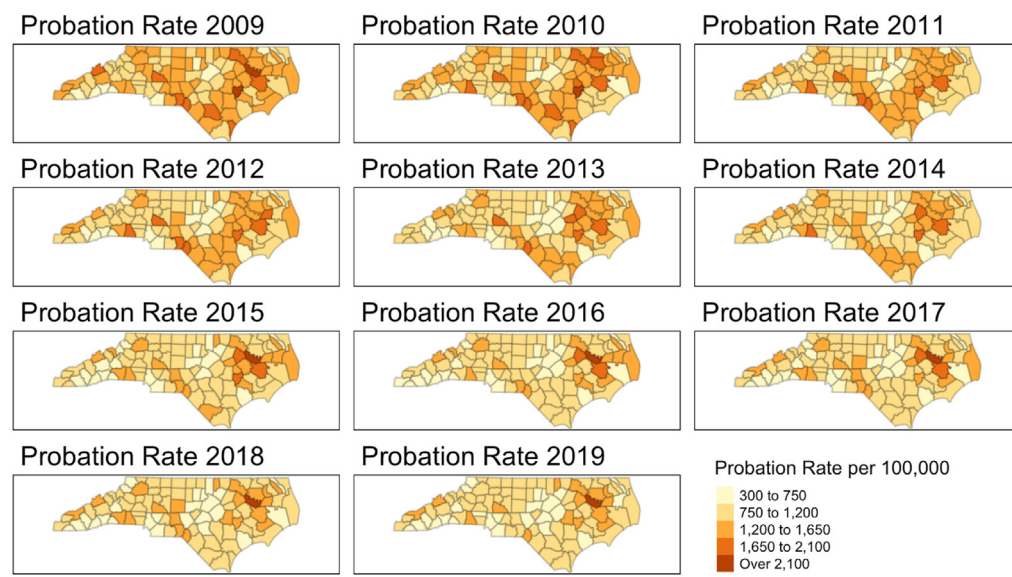 Probation Rate 2009
Probation Rate 2010
Probation Rate 2011
Probation Rate 2012
Probation Rate 2013
Probation Rate 2014
Probation Rate 2015
Probation Rate 2016
Probation Rate 2017
Probation Rate 2018
Probation Rate 2019
Probation Rate per 100,000
300 to 750
750 to 1,200
1,200 to 1,650
1,650 to 2,100
Over 2,100